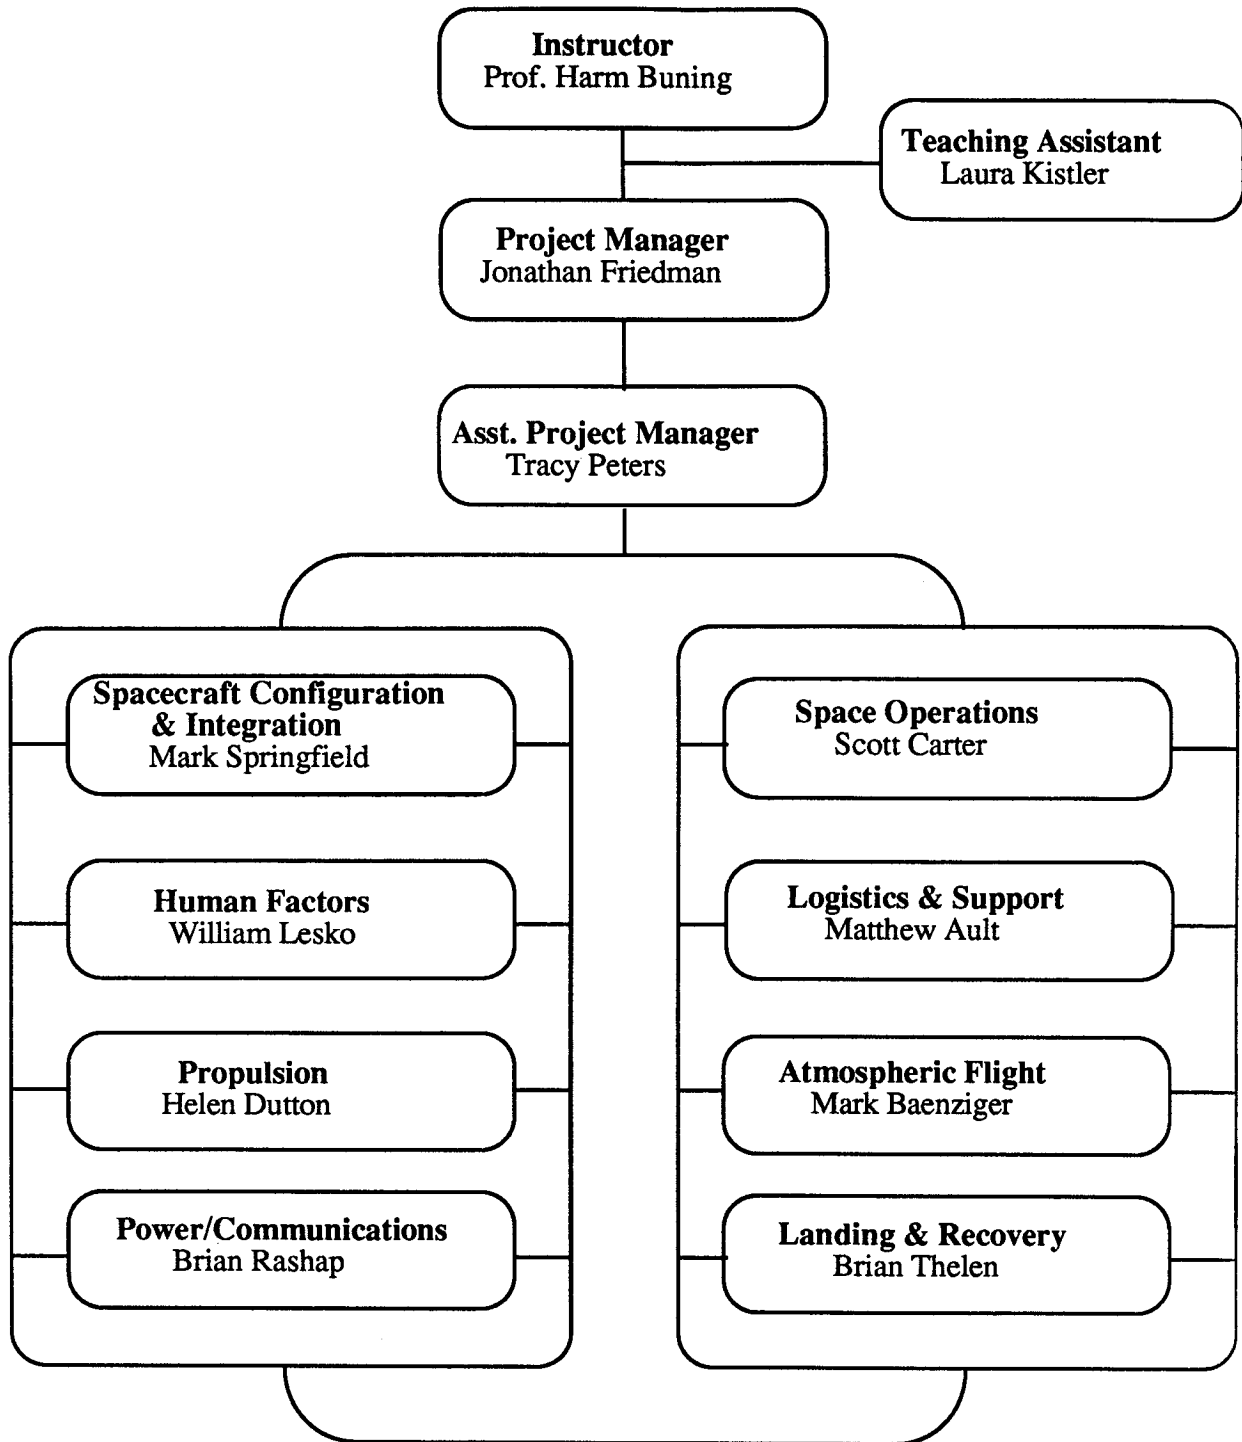 Instructor
Prof. Harm Buning
Teaching Assistant
Laura Kistler
Project Manager
Jonathan Friedman
Asst. Project Manager
Tracy Peters
Spacecraft Configuration
& Integration
Mark Springfield
Human Factors
William Lesko
Propulsion
Helen Dutton
Power/Communications
Brian Rashap
Space Operations
Scott Carter
Logistics & Support
Matthew Ault
Atmospheric Flight
Mark Baenziger
Landing & Recovery
Brian Thelen